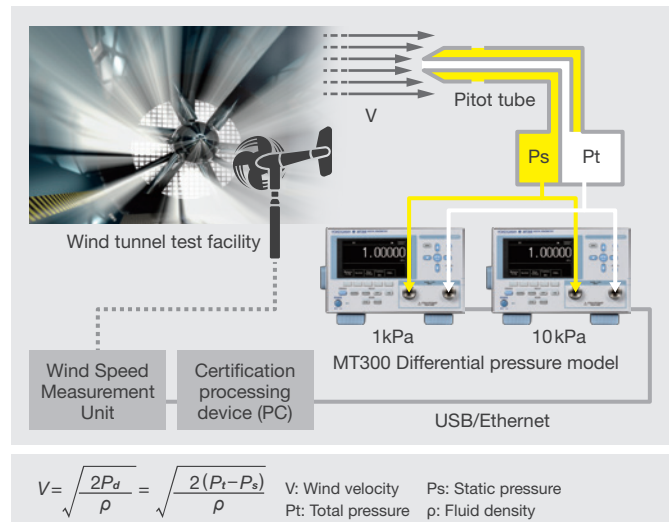 V
Pitot tube
Ps
Pt
Wind tunnel test facility
1.00000
1.00000
1kPa
10kPa
MT300 Differential pressure model
Wind Speed
Measurement
Unit
Certification
processing
device (PC)
USB/Ethernet
V = √(2Pd/ρ) = √(2(Pt−Ps)/ρ)
V: Wind velocity Ps: Static pressure
Pt: Total pressure ρ: Fluid density